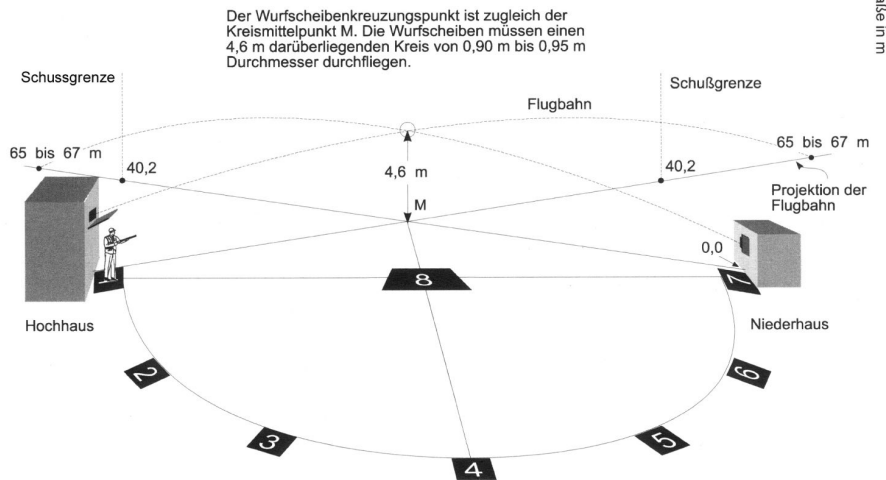 Der Wurfscheibenkreuzungspunkt ist zugleich der
Kreismittelpunkt M. Die Wurfscheiben müssen einen
4,6 m darüberliegenden Kreis von 0,90 m bis 0,95 m
Durchmesser durchfliegen.
aße in m
Schussgrenze
Schußgrenze
Flugbahn
65 bis 67 m
65 bis 67 m
40,2
4,6 m
40,2
Projektion der
Flugbahn
M
0,0
1
8
7
Hochhaus
Niederhaus
2
6
3
5
4